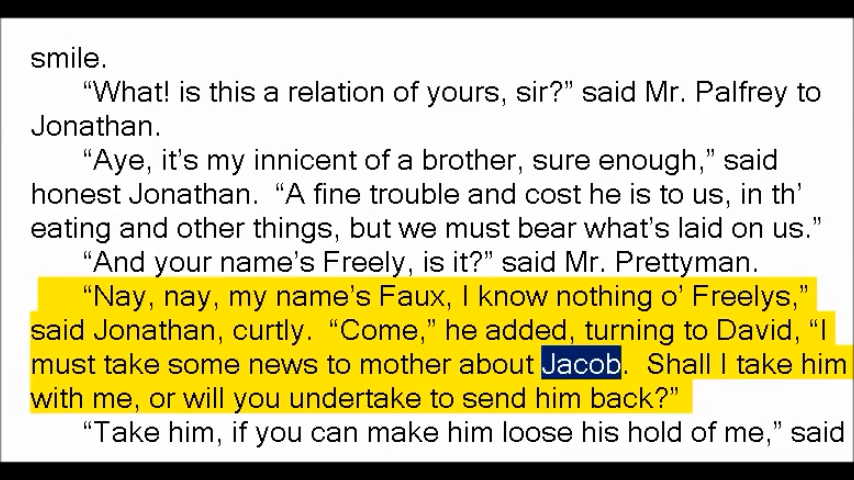 smile.
“What! is this a relation of yours, sir?” said Mr. Palfrey to
Jonathan.
“Aye, it’s my innicent of a brother, sure enough,” said
honest Jonathan.  “A fine trouble and cost he is to us, in th’
eating and other things, but we must bear what’s laid on us.”
“And your name’s Freely, is it?” said Mr. Prettyman.
“Nay, nay, my name’s Faux, I know nothing o’ Freelys,”
said Jonathan, curtly.  “Come,” he added, turning to David, “I
must take some news to mother about Jacob.  Shall I take him
with me, or will you undertake to send him back?”
“Take him, if you can make him loose his hold of me,” said